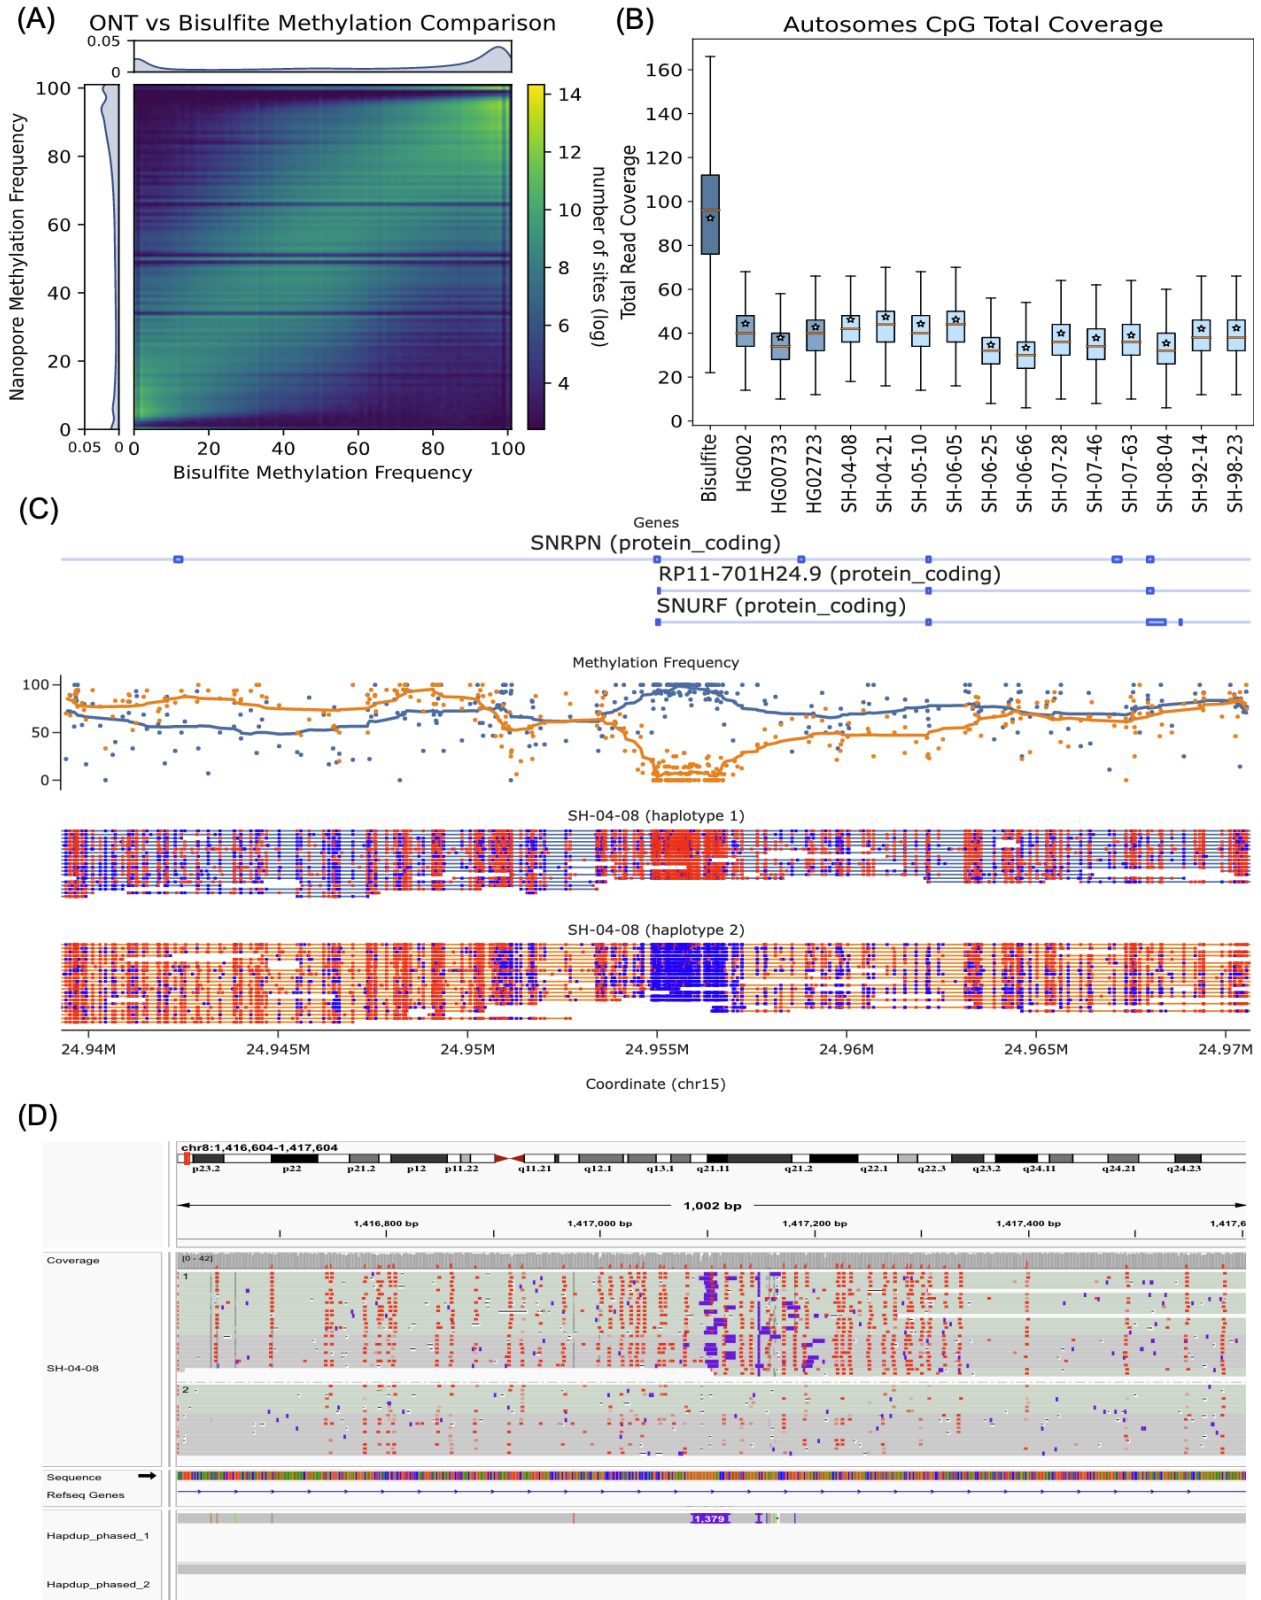 (A)
ONT vs Bisulfite Methylation Comparison
0.05
0
100
80
60
40
20
0
Nanopore Methylation Frequency
0.05 0
0 20 40 60 80 100
Bisulfite Methylation Frequency
14
12
10
8
6
4
number of sites (log)
(B)
Autosomes CpG Total Coverage
160
140
120
100
80
60
40
20
0
Total Read Coverage
Bisulfite
HG002
HG00733
HG02723
SH-04-08
SH-04-21
SH-05-10
SH-06-05
SH-06-25
SH-06-66
SH-07-28
SH-07-46
SH-07-63
SH-08-04
SH-92-14
SH-98-23
(C)
Genes
SNRPN (protein_coding)
RP11-701H24.9 (protein_coding)
SNURF (protein_coding)
Methylation Frequency
100
50
0
SH-04-08 (haplotype 1)
SH-04-08 (haplotype 2)
24.94M 24.945M 24.95M 24.955M 24.96M 24.965M 24.97M
Coordinate (chr15)
(D)
chr8:1,416,604-1,417,604
p23.2 p22 p21.2 p12 p11.22 q11.21 q12.1 q13.1 q21.11 q21.2 q22.1 q22.3 q23.2 q24.11 q24.21 q24.23
1,002 bp
1,416,800 bp 1,417,000 bp 1,417,200 bp 1,417,400 bp 1,417,6
Coverage
[0 - 42]
1
SH-04-08
2
Sequence
Refseq Genes
1,379
Hapdup_phased_1
Hapdup_phased_2